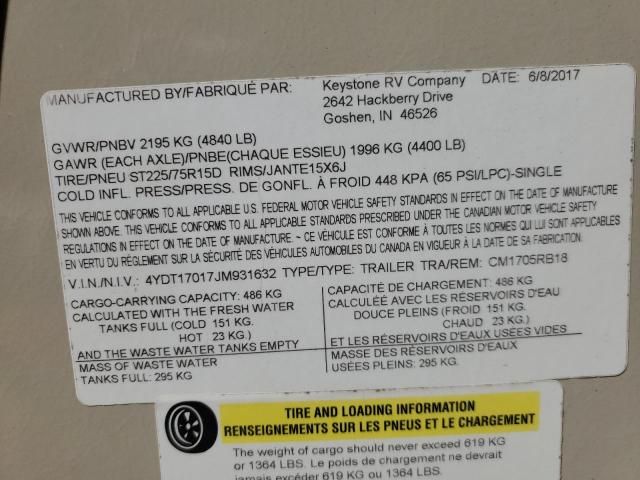 MANUFACTURED BY/FABRIQUÉ PAR: Keystone RV Company DATE: 6/8/2017
2642 Hackberry Drive
Goshen, IN 46526
GVWR/PNBV 2195 KG (4840 LB)
GAWR (EACH AXLE)/PNBE(CHAQUE ESSIEU) 1996 KG (4400 LB)
TIRE/PNEU ST225/75R15D RIMS/JANTE15X6J
COLD INFL. PRESS/PRESS. DE GONFL. À FROID 448 KPA (65 PSI/LPC)-SINGLE
THIS VEHICLE CONFORMS TO ALL APPLICABLE U.S. FEDERAL MOTOR VEHICLE SAFETY STANDARDS IN EFFECT ON THE DATE OF MANUFACTURE
SHOWN ABOVE. THIS VEHICLE CONFORMS TO ALL APPLICABLE STANDARDS PRESCRIBED UNDER THE CANADIAN MOTOR VEHICLE SAFETY
REGULATIONS IN EFFECT ON THE DATE OF MANUFACTURE. ~ CE VÉHICULE EST CONFORME À TOUTES LES NORMES QUI LUI SONT APPLICABLES
EN VERTU DU RÈGLEMENT SUR LA SÉCURITÉ DES VÉHICULES AUTOMOBILES DU CANADA EN VIGUEUR À LA DATE DE SA FABRICATION.
V.I.N./N.I.V.: 4YDT17017JM931632 TYPE/TYPE: TRAILER TRA/REM: CM1705RB18
CARGO-CARRYING CAPACITY: 486 KG
CALCULATED WITH THE FRESH WATER
TANKS FULL (COLD 151 KG.
HOT 23 KG.)
AND THE WASTE WATER TANKS EMPTY
MASS OF WASTE WATER
TANKS FULL: 295 KG
CAPACITÉ DE CHARGEMENT: 486 KG
CALCULÉE AVEC LES RÉSERVOIRS D'EAU
DOUCE PLEINS (FROID 151 KG.
CHAUD 23 KG.)
ET LES RÉSERVOIRS D'EAUX USÉES VIDES
MASSE DES RÉSERVOIRS D'EAUX
USÉES PLEINS: 295 KG.
TIRE AND LOADING INFORMATION
RENSEIGNEMENTS SUR LES PNEUS ET LE CHARGEMENT
The weight of cargo should never exceed 619 KG
or 1364 LBS. Le poids de chargement ne devrait
jamais excéder 619 KG ou 1364 LBS.